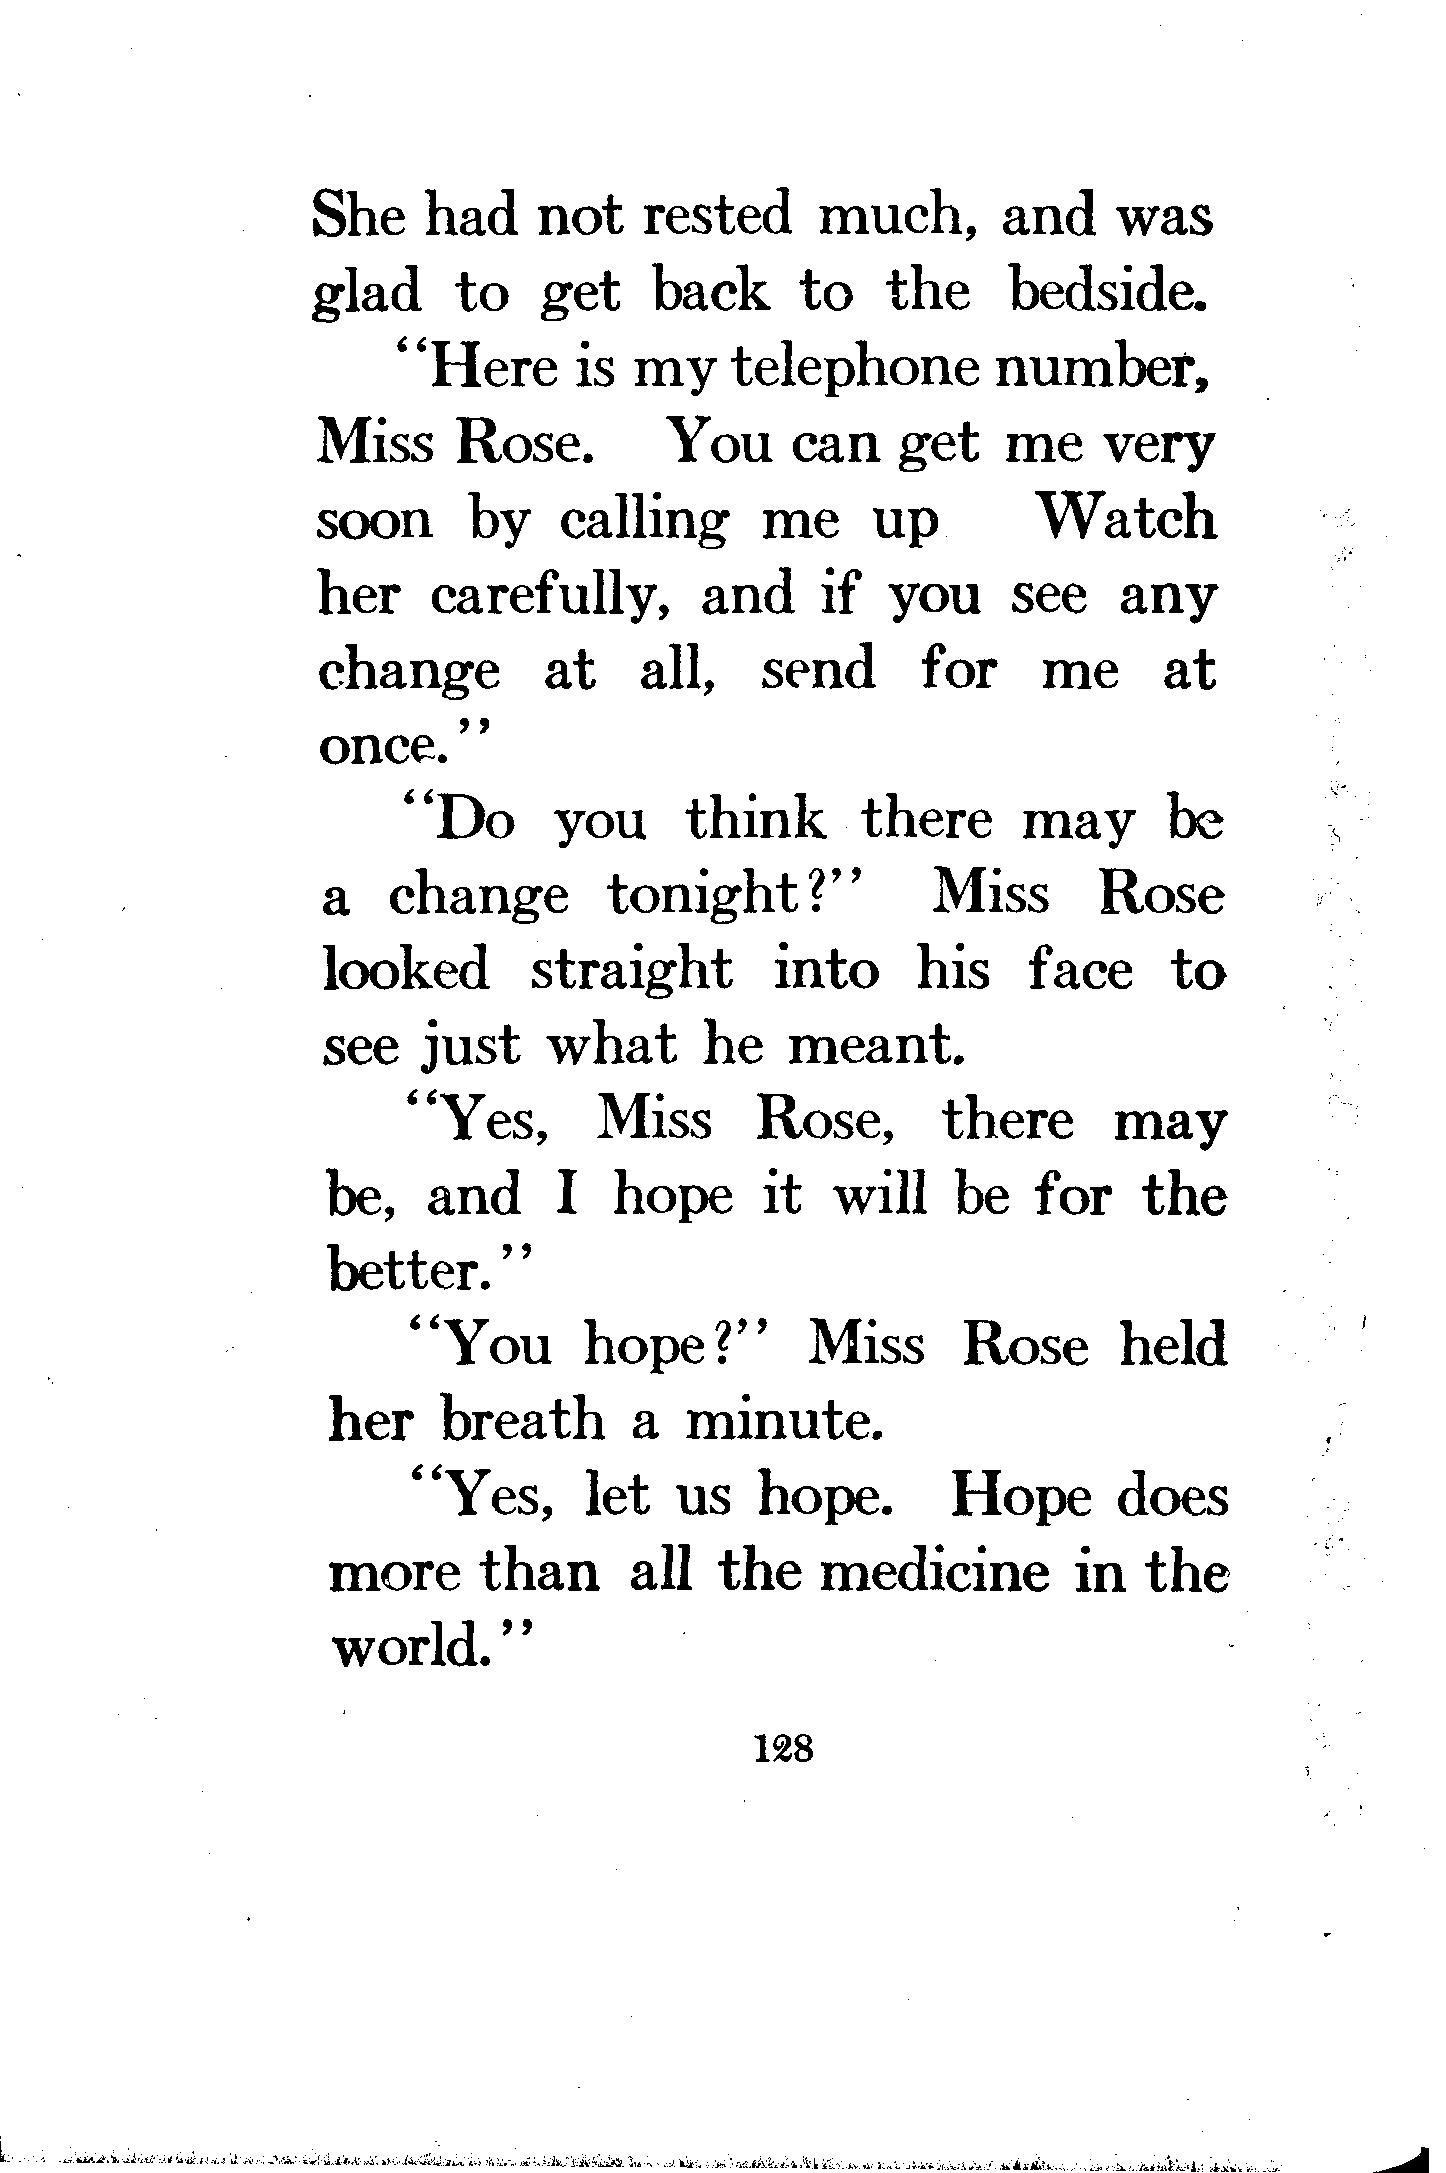 She had not rested much, and was
glad to get back to the bedside.
"Here is my telephone number,
Miss Rose. You can get me very
soon by calling me up Watch
her carefully, and if you see any
change at all, send for me at
once."
"Do you think there may be
a change tonight?" Miss Rose
looked straight into his face to
see just what he meant.
"Yes, Miss Rose, there may
be, and I hope it will be for the
better."
"You hope?" Miss Rose held
her breath a minute.
"Yes, let us hope. Hope does
more than all the medicine in the
world."
128